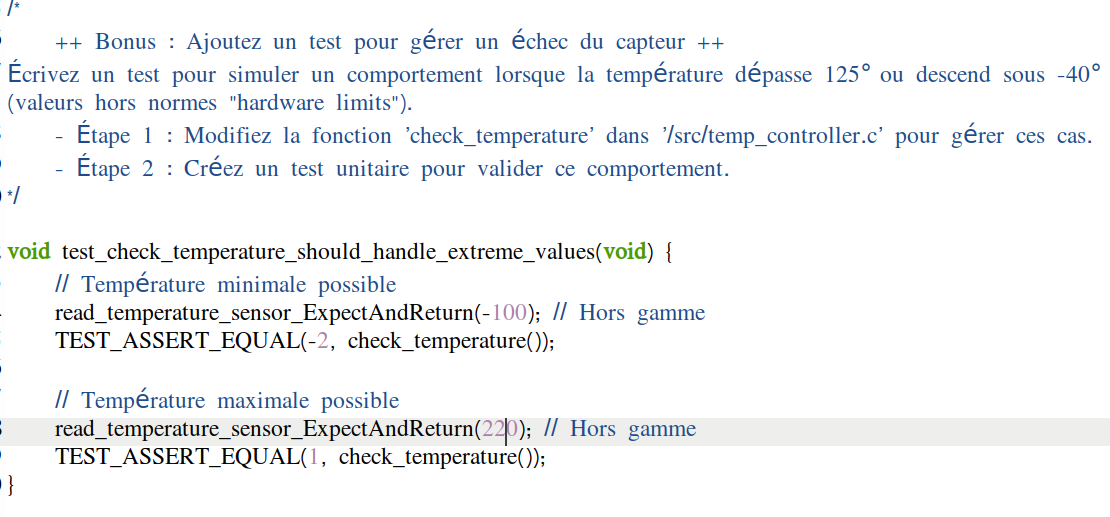 /*
++ Bonus : Ajoutez un test pour gérer un échec du capteur ++
Écrivez un test pour simuler un comportement lorsque la température dépasse 125° ou descend sous -40°
(valeurs hors normes "hardware limits").
- Étape 1 : Modifiez la fonction 'check_temperature' dans '/src/temp_controller.c' pour gérer ces cas.
- Étape 2 : Créez un test unitaire pour valider ce comportement.
*/
void test_check_temperature_should_handle_extreme_values(void) {
// Température minimale possible
read_temperature_sensor_ExpectAndReturn(-100); // Hors gamme
TEST_ASSERT_EQUAL(-2, check_temperature());
// Température maximale possible
read_temperature_sensor_ExpectAndReturn(220); // Hors gamme
TEST_ASSERT_EQUAL(1, check_temperature());
}